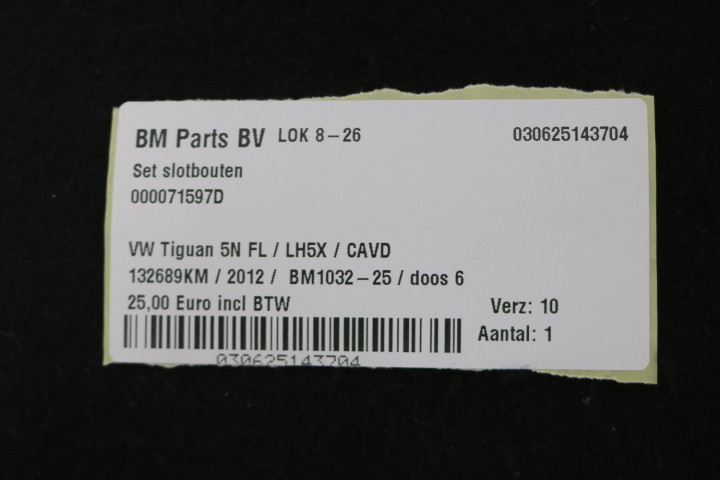 BM Parts BV LOK 8-26 030625143704
Set slotbouten
000071597D
VW Tiguan 5N FL / LH5X / CAVD
132689KM / 2012 / BM1032-25 / doos 6
25,00 Euro incl BTW Verz: 10
Aantal: 1
030625143704